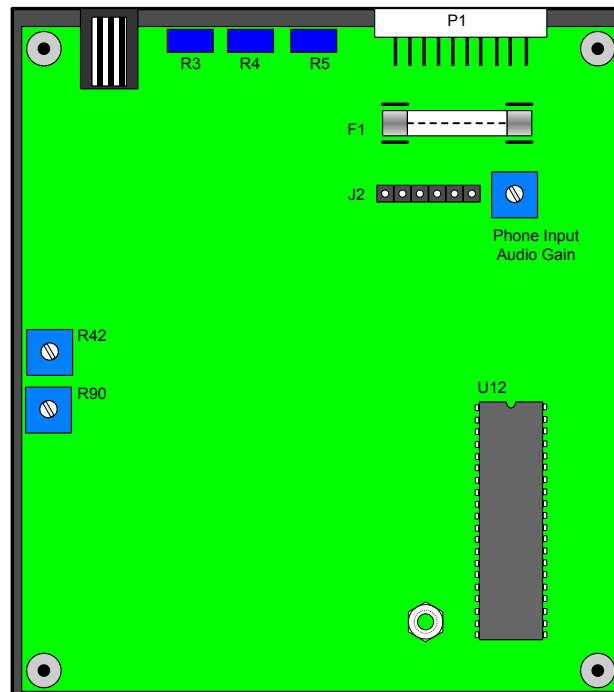 P1
R3 R4 R5
F1
J2
Phone Input
Audio Gain
R42
R90
U12